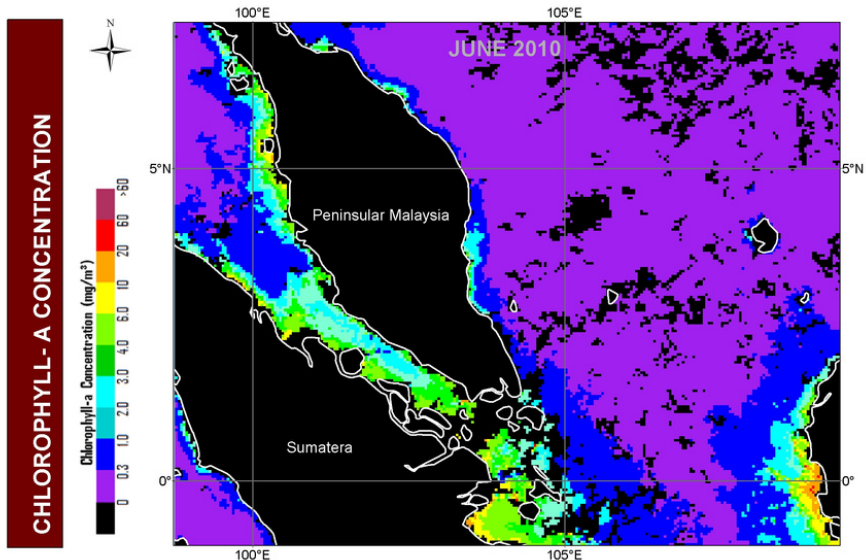 CHLOROPHYLL- A CONCENTRATION
N
Chlorophyll-a Concentration (mg/m³)
>60
60
20
10
6.0
4.0
3.0
2.0
1.0
0.3
0
100°E
105°E
JUNE 2010
5°N
5°N
Peninsular Malaysia
Sumatera
0°
0°
100°E
105°E